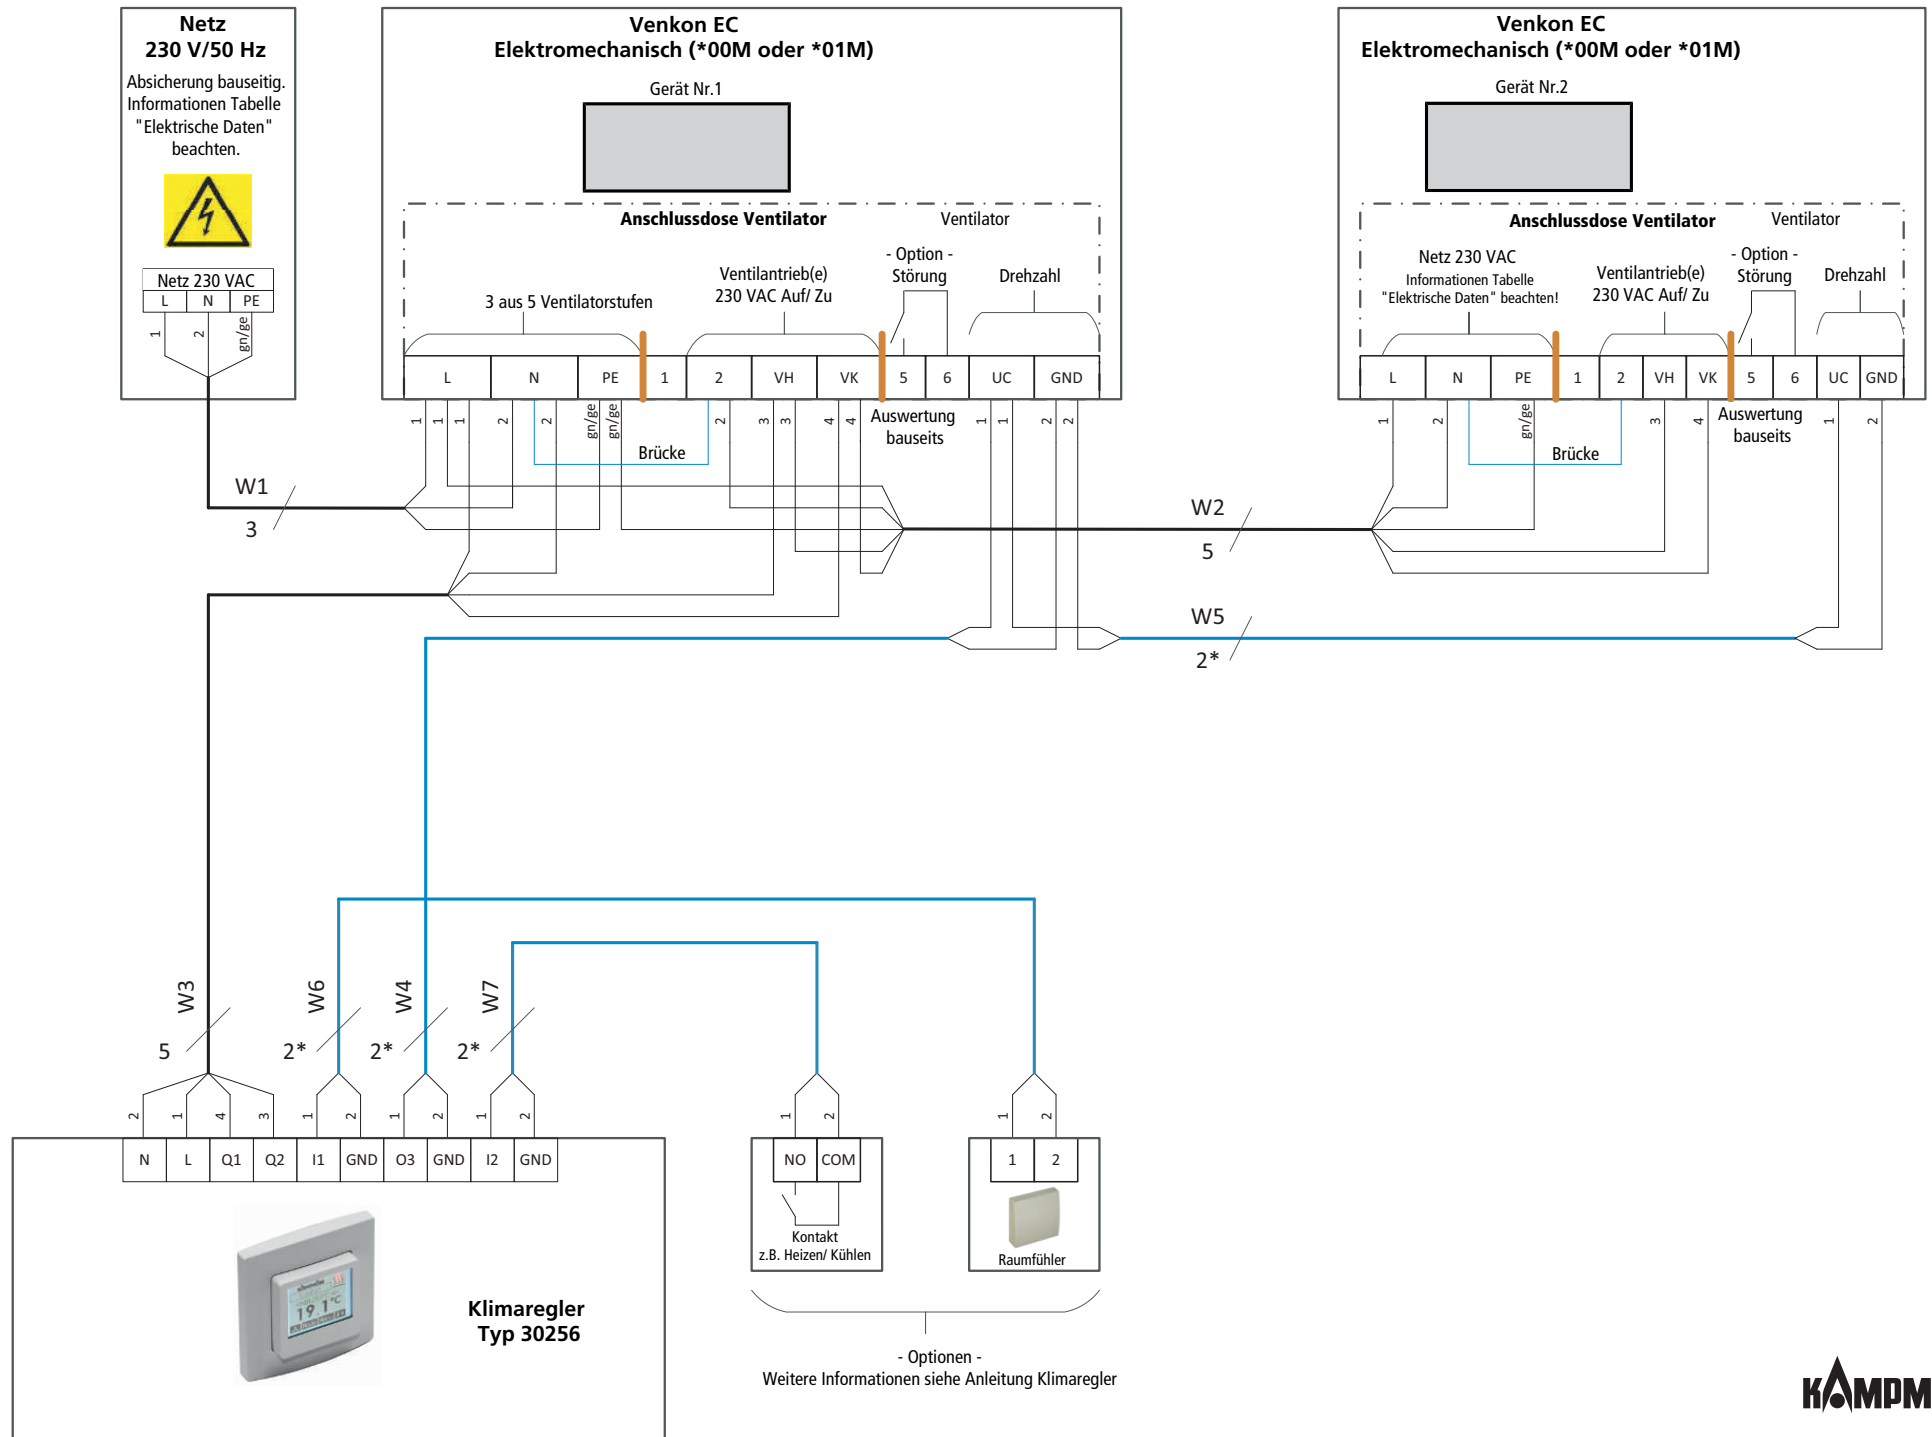 Netz
230 V/50 Hz
Absicherung bauseitig.
Informationen Tabelle
"Elektrische Daten"
beachten.
Netz 230 VAC
L N PE
1 2 gn/ge
Venkon EC
Elektromechanisch (*00M oder *01M)
Gerät Nr.1
Anschlussdose Ventilator
Ventilator
3 aus 5 Ventilatorstufen
Ventilantrieb(e)
230 VAC Auf/ Zu
- Option -
Störung
Drehzahl
L N PE 1 2 VH VK 5 6 UC GND
1 1 1 2 2 gn/ge gn/ge 2 3 3 4 4 1 1 2 2
Auswertung
bauseits
Brücke
Venkon EC
Elektromechanisch (*00M oder *01M)
Gerät Nr.2
Anschlussdose Ventilator
Ventilator
Netz 230 VAC
Informationen Tabelle
"Elektrische Daten" beachten!
Ventilantrieb(e)
230 VAC Auf/ Zu
- Option -
Störung
Drehzahl
L N PE 1 2 VH VK 5 6 UC GND
1 2 gn/ge 3 4 1 2
Auswertung
bauseits
Brücke
W1
3
W2
5
W5
2*
W3
5
W6
2*
W4
2*
W7
2*
2 1 4 3 1 2 1 2 1 2
N L Q1 Q2 I1 GND O3 GND I2 GND
19.1°C
Klimaregler
Typ 30256
1 2
NO COM
Kontakt
z.B. Heizen/ Kühlen
1 2
1 2
Raumfühler
- Optionen -
Weitere Informationen siehe Anleitung Klimaregler
KAMPM